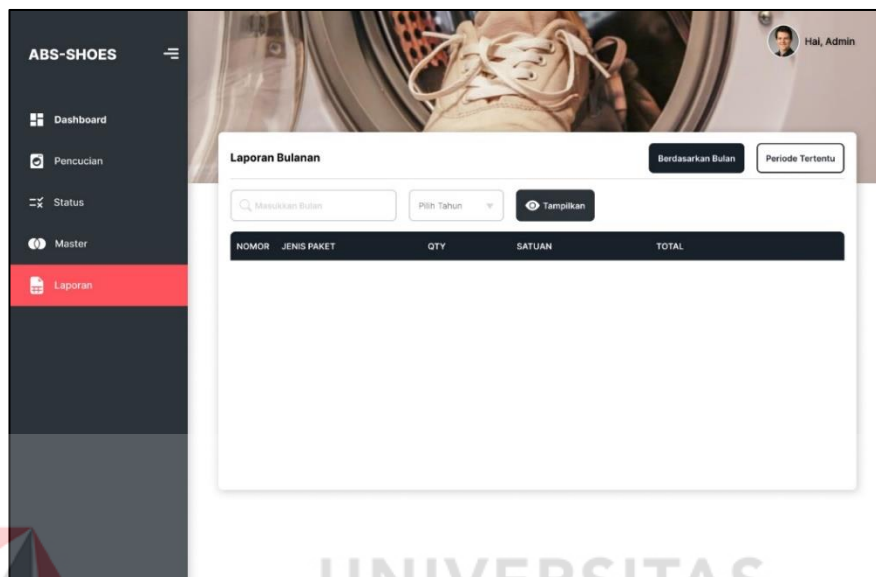 ABS-SHOES
Hai, Admin
Dashboard
Pencucian
Status
Master
Laporan
Laporan Bulanan
Berdasarkan Bulan
Periode Tertentu
Masukkan Bulan
Pilih Tahun
Tampilkan
NOMOR JENIS PAKET QTY SATUAN TOTAL
UNIVERSITAS